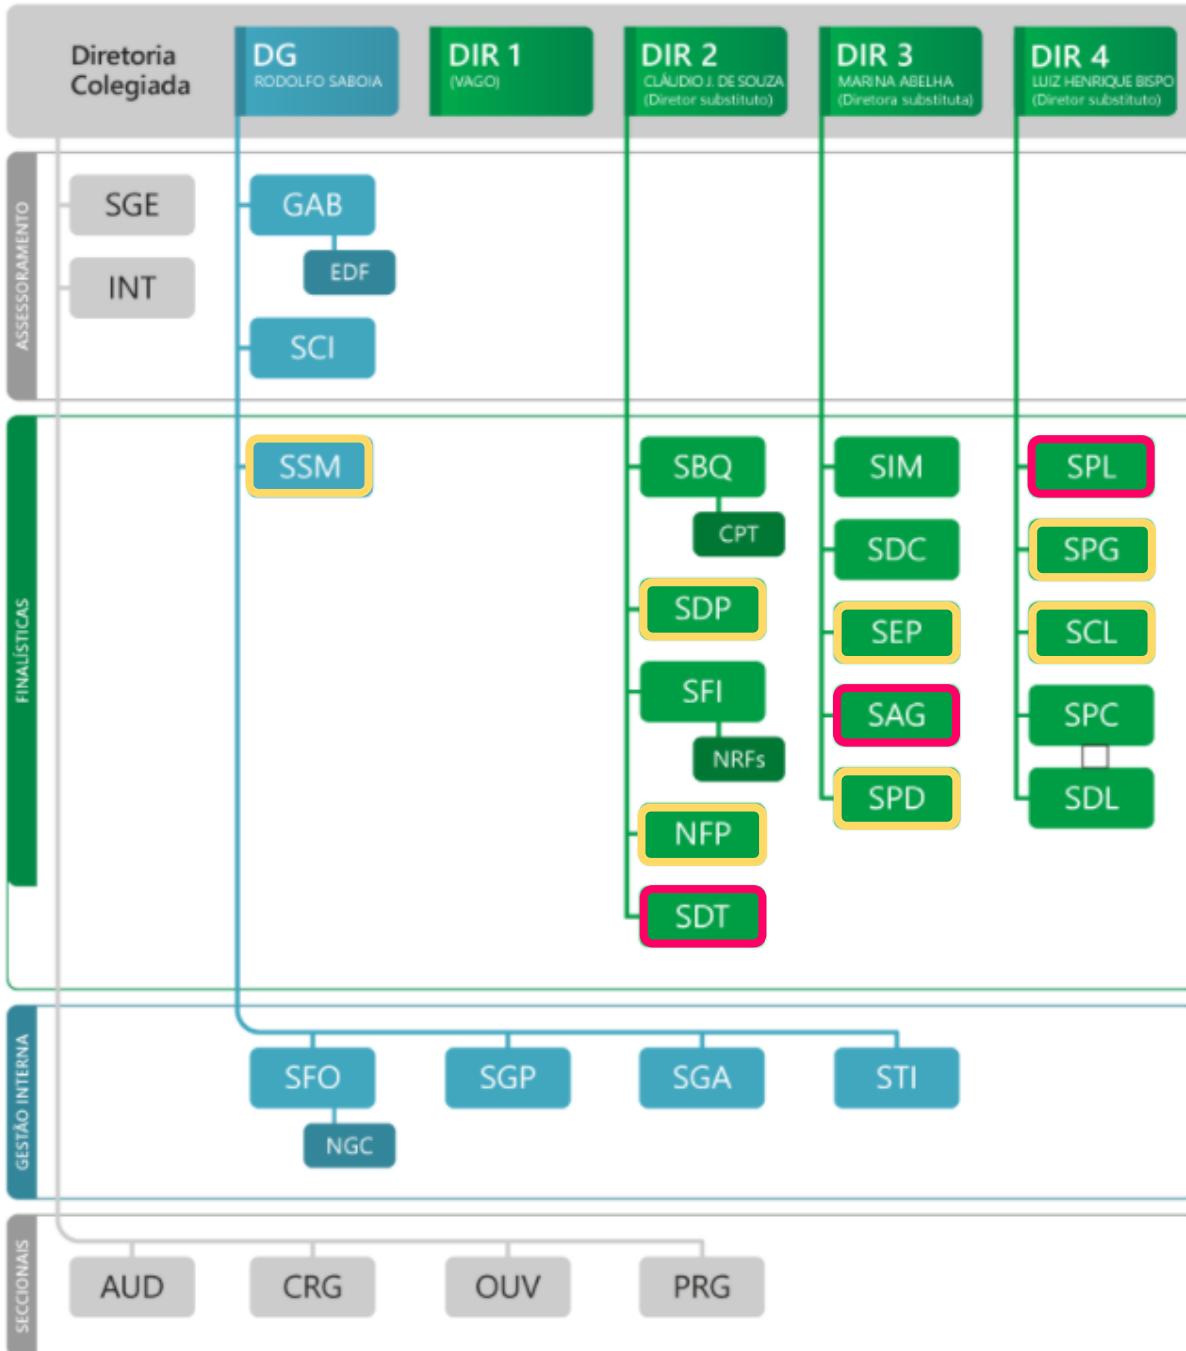 Diretoria
Colegiada
DG
RODOLFO SABOIA
DIR 1
(VAGO)
DIR 2
CLÁUDIO J. DE SOUZA
(Diretor substituto)
DIR 3
MARINA ABELHA
(Diretora substituta)
DIR 4
LUIZ HENRIQUE BISPO
(Diretor substituto)
ASSESSORAMENTO
SGE
GAB
EDF
INT
SCI
FINALÍSTICAS
SSM
SBQ
SIM
SPL
CPT
SDC
SPG
SDP
SEP
SCL
SFI
SAG
SPC
NRFs
SPD
SDL
NFP
SDT
GESTÃO INTERNA
SFO
SGP
SGA
STI
NGC
SECCIONAIS
AUD
CRG
OUV
PRG